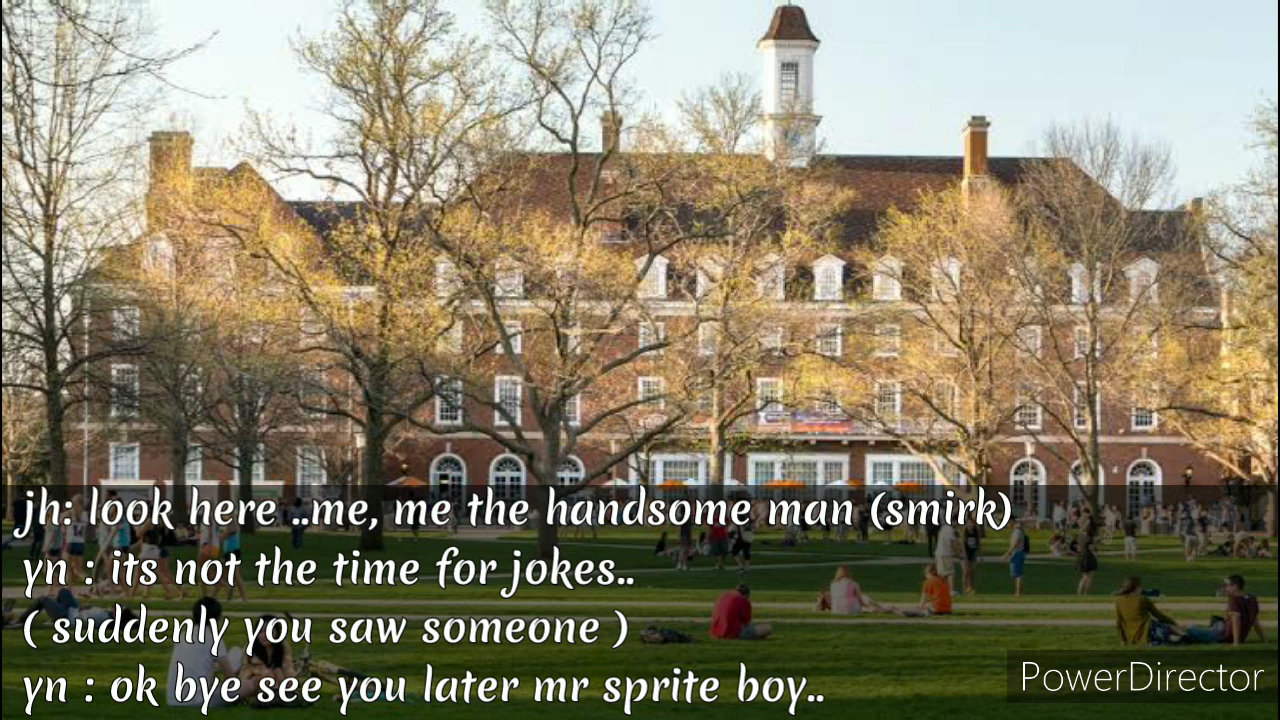 jh: look here ..me, me the handsome man (smirk)
yn : its not the time for jokes..
( suddenly you saw someone )
yn : ok bye see you later mr sprite boy..
PowerDirector